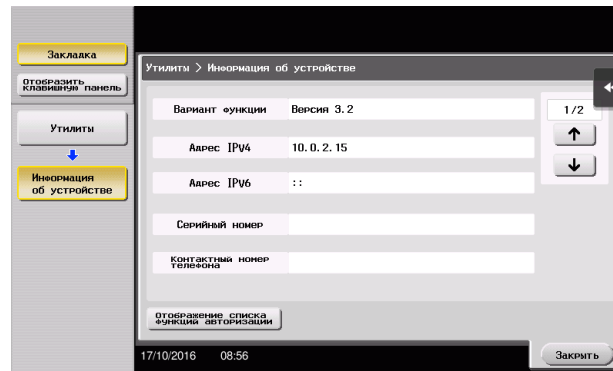 Закладка
Отобразить
клавишную панель
Утилиты
Информация
об устройстве
Утилиты > Информация об устройстве
Вариант функции Версия 3.2
Адрес IPV4 10.0.2.15
Адрес IPV6 ::
Серийный номер
Контактный номер
телефона
1/2
Отображение списка
функций авторизации
17/10/2016 08:56
Закрыть